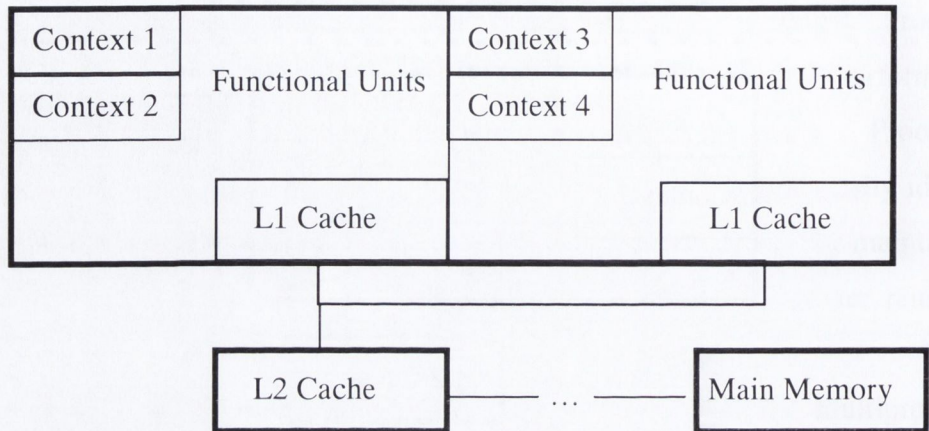 Context 1
Context 2
Functional Units
L1 Cache
Context 3
Context 4
Functional Units
L1 Cache
L2 Cache
...
Main Memory